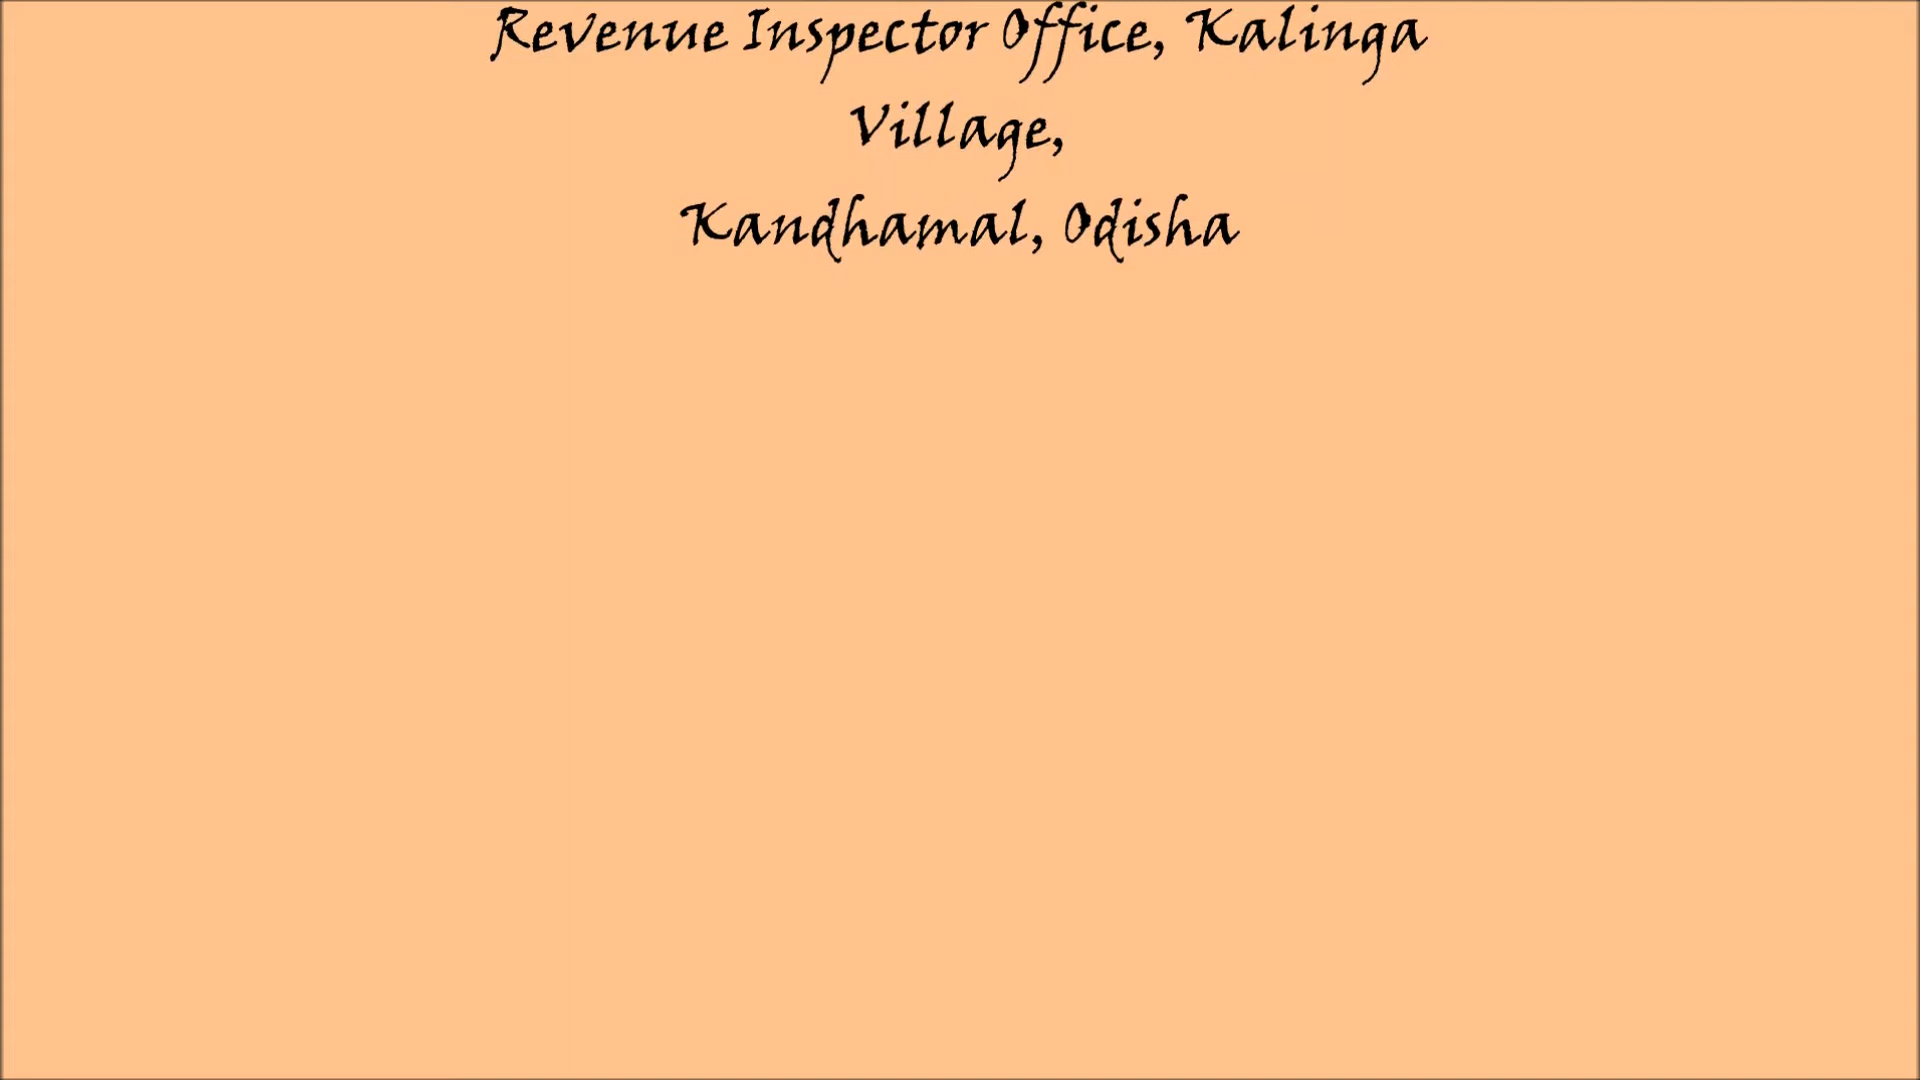 Revenue Inspector Office, Kalinga
Village,
Kandhamal, Odisha